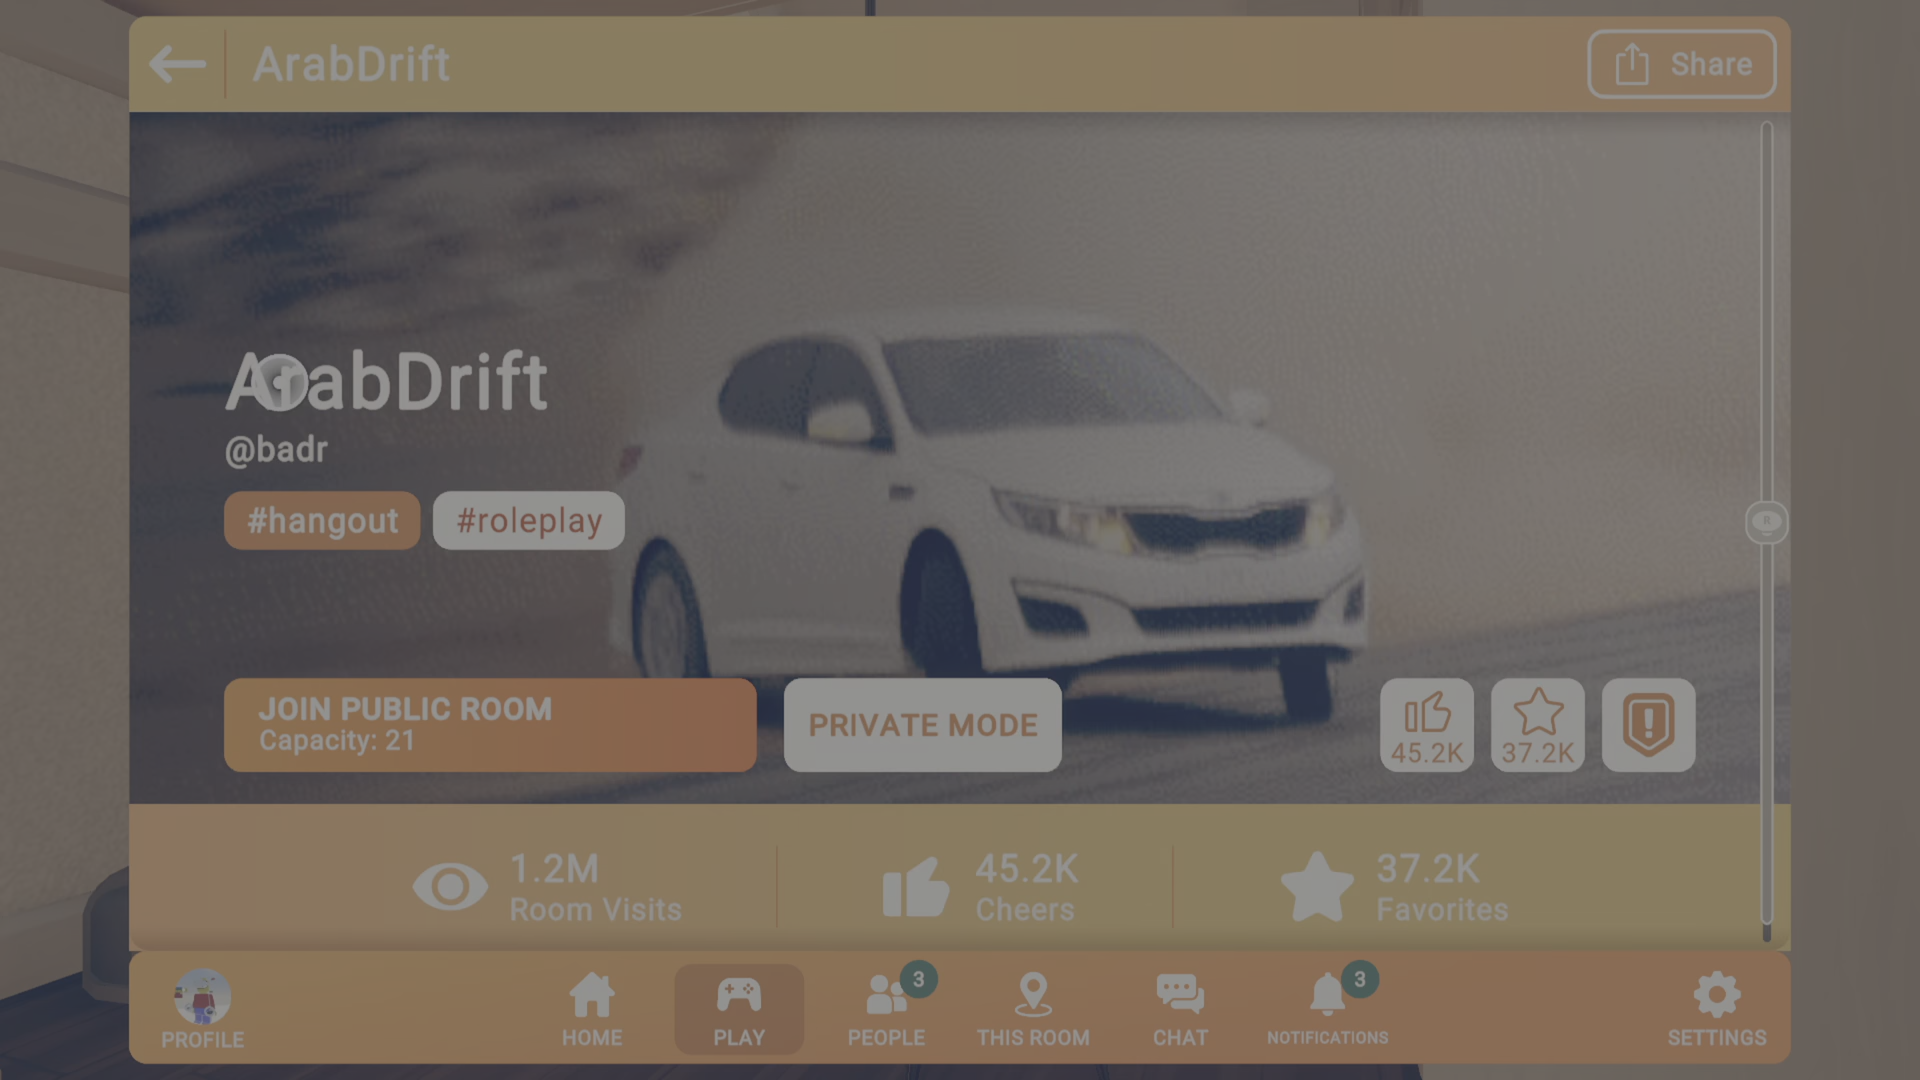 ArabDrift
Share
ArabDrift
@badr
#hangout #roleplay
JOIN PUBLIC ROOM
Capacity: 21
PRIVATE MODE
45.2K
37.2K
R
1.2M
Room Visits
45.2K
Cheers
37.2K
Favorites
PROFILE
HOME
PLAY
3
PEOPLE
THIS ROOM
CHAT
3
NOTIFICATIONS
SETTINGS